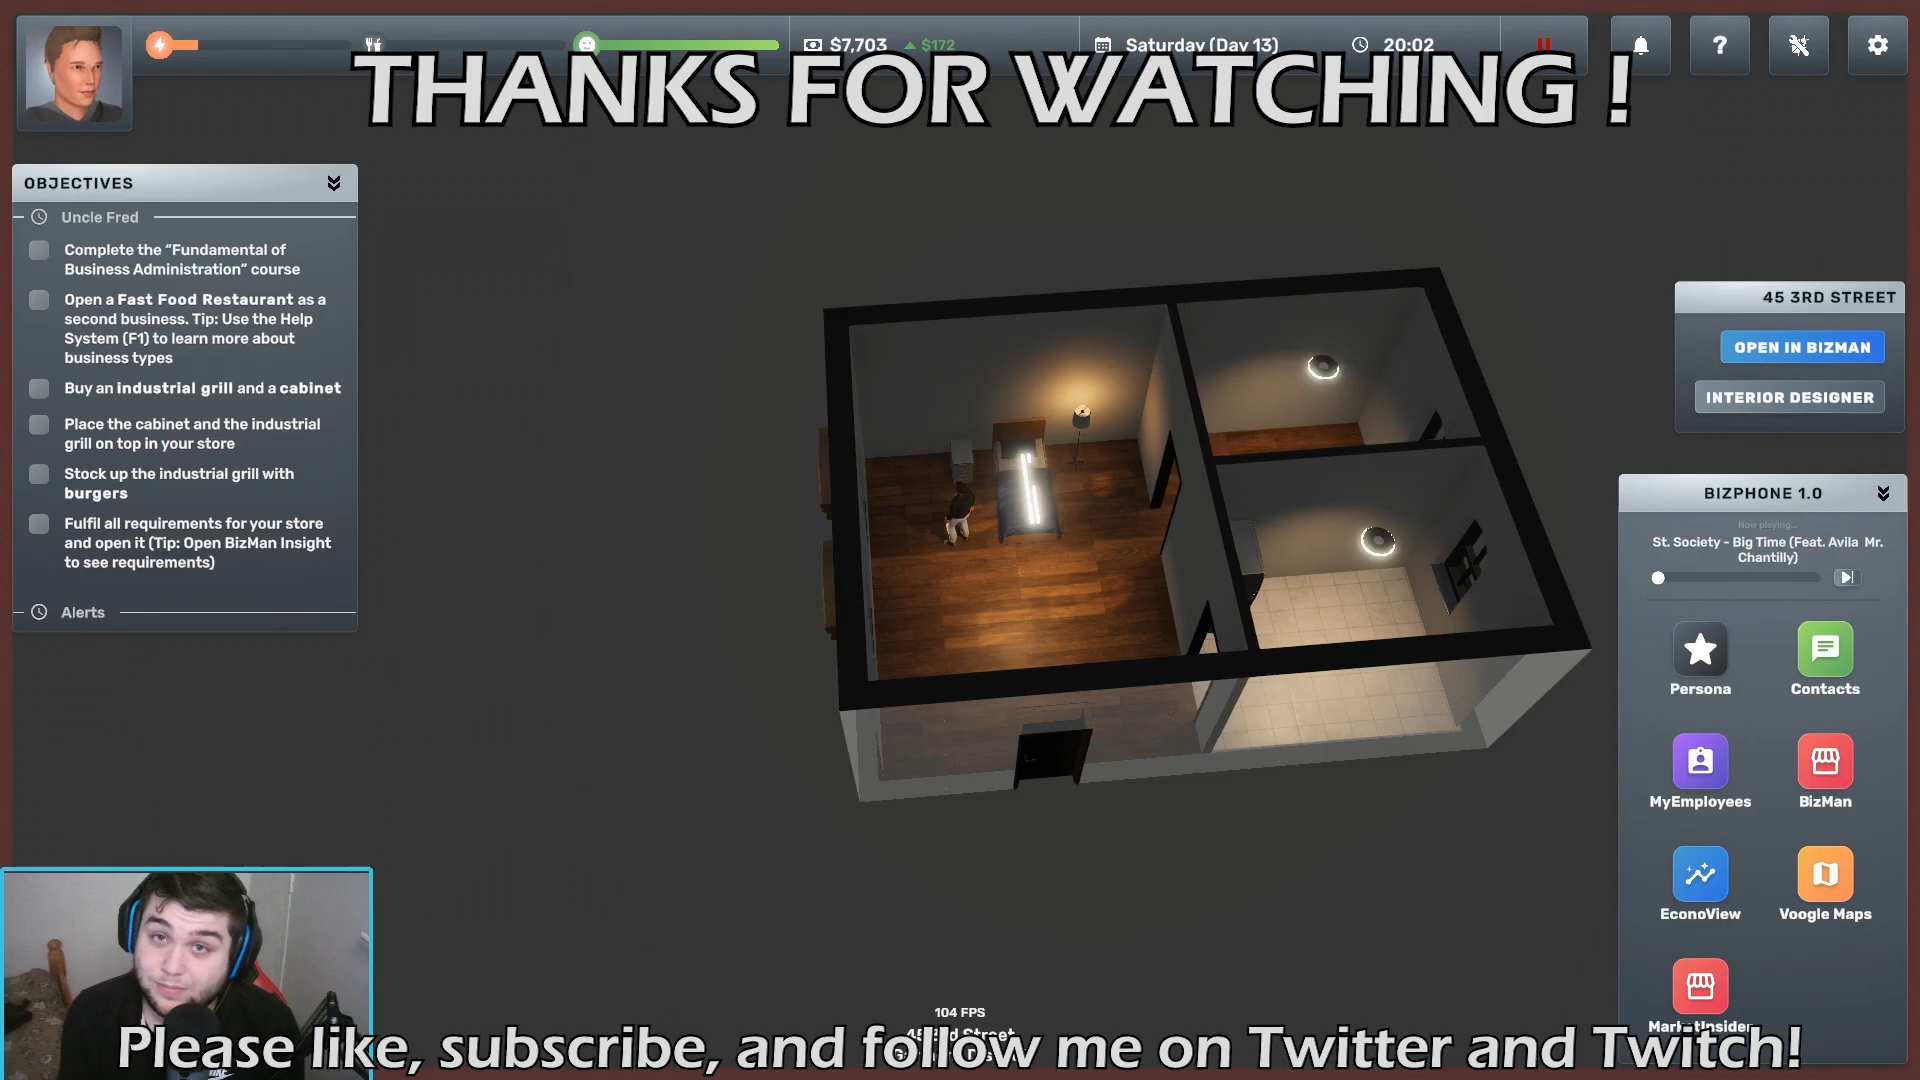 $7,703 $172
Saturday (Day 13)
20:02
?
THANKS FOR WATCHING !
OBJECTIVES
Uncle Fred
Complete the "Fundamental of
Business Administration" course
Open a Fast Food Restaurant as a
second business. Tip: Use the Help
System (F1) to learn more about
business types
Buy an industrial grill and a cabinet
Place the cabinet and the industrial
grill on top in your store
Stock up the industrial grill with
burgers
Fulfil all requirements for your store
and open it (Tip: Open BizMan Insight
to see requirements)
Alerts
45 3RD STREET
OPEN IN BIZMAN
INTERIOR DESIGNER
BIZPHONE 1.0
Now playing...
St. Society - Big Time (Feat. Avila Mr.
Chantilly)
Persona
Contacts
MyEmployees
BizMan
EconoView
Voogle Maps
MarketInsider
104 FPS
45 3rd Street
Please like, subscribe, and follow me on Twitter and Twitch!